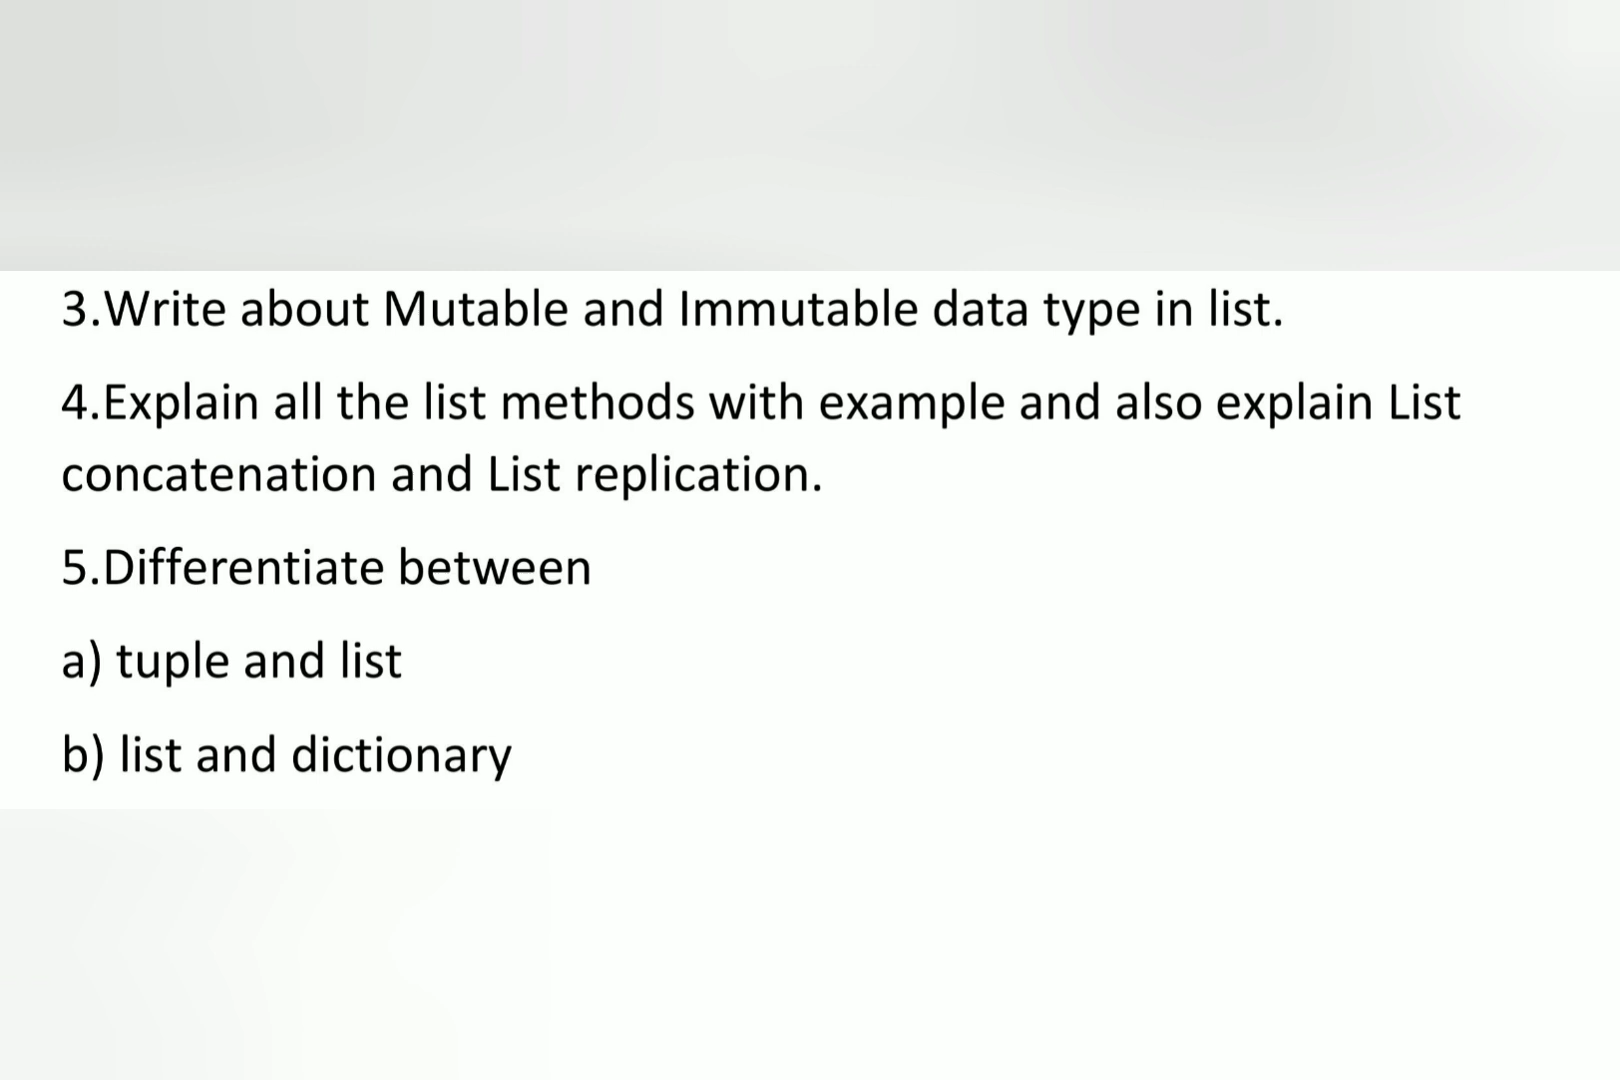 3.Write about Mutable and Immutable data type in list.
4.Explain all the list methods with example and also explain List
concatenation and List replication.
5.Differentiate between
a) tuple and list
b) list and dictionary